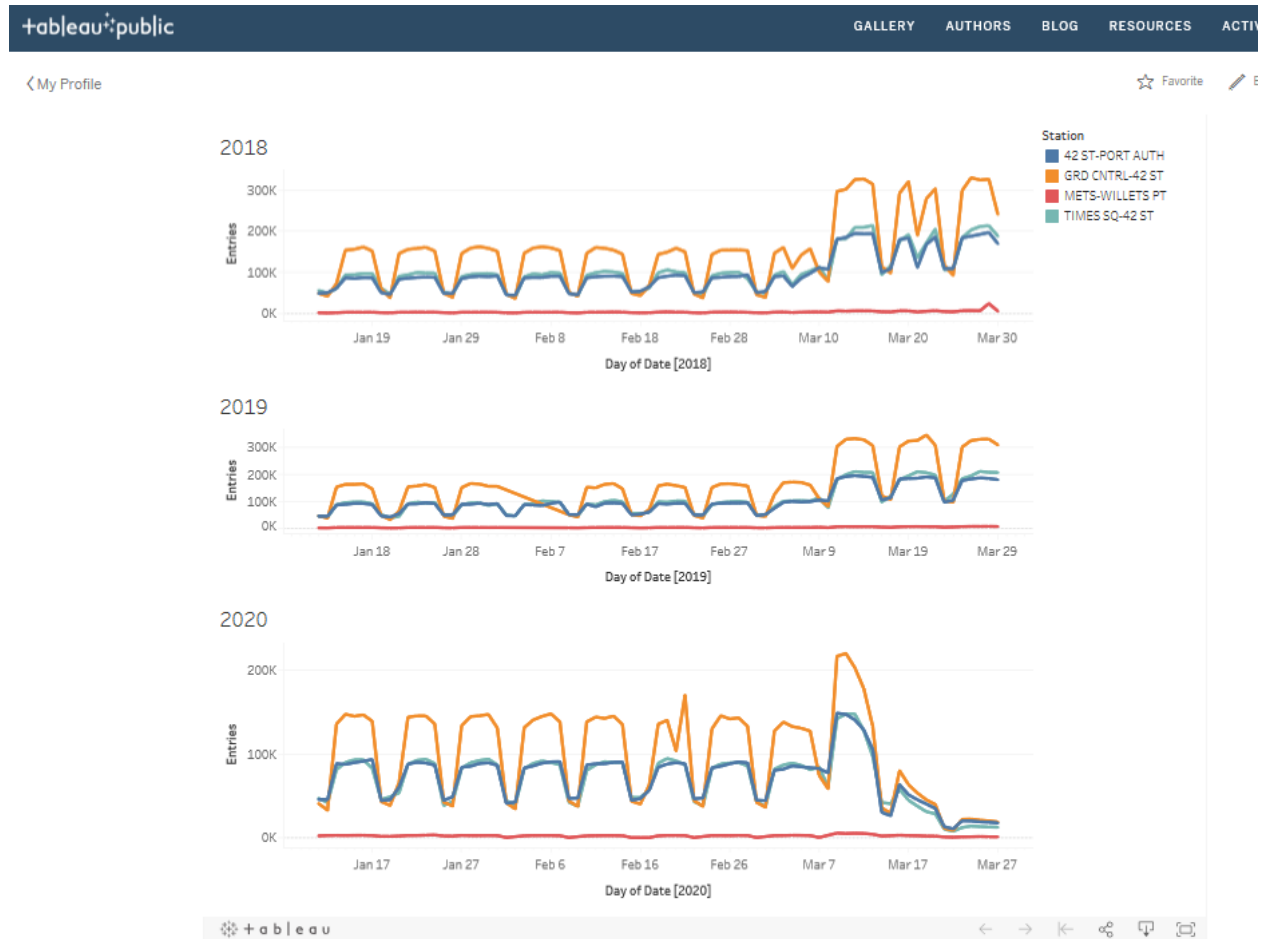 +ableau public
GALLERY AUTHORS BLOG RESOURCES
My Profile
Favorite
2018
Station
42 ST-PORT AUTH
GRD CNTRL-42 ST
METS-WILLETS PT
TIMES SQ-42 ST
300K
200K
100K
0K
Entries
Jan 19 Jan 29 Feb 8 Feb 18 Feb 28 Mar 10 Mar 20 Mar 30
Day of Date [2018]
2019
300K
200K
100K
0K
Entries
Jan 18 Jan 28 Feb 7 Feb 17 Feb 27 Mar 9 Mar 19 Mar 29
Day of Date [2019]
2020
200K
100K
0K
Entries
Jan 17 Jan 27 Feb 6 Feb 16 Feb 26 Mar 7 Mar 17 Mar 27
Day of Date [2020]
+ableau